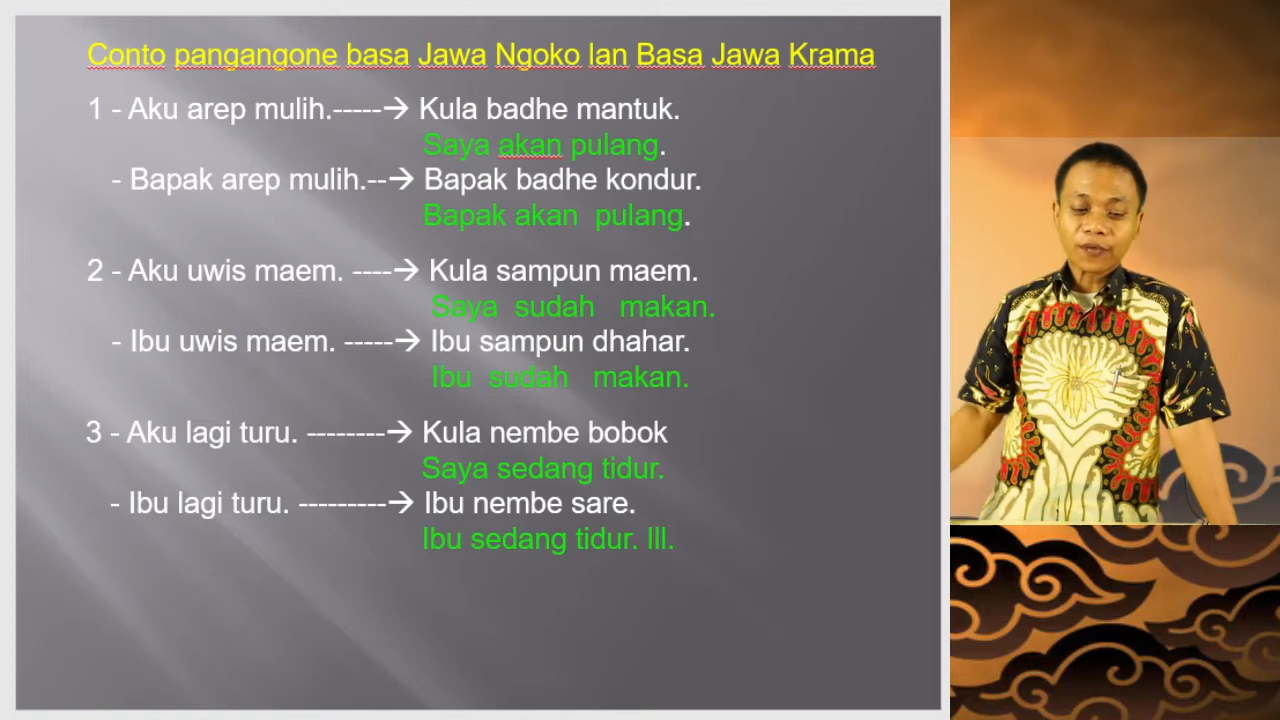 Conto pangangone basa Jawa Ngoko lan Basa Jawa Krama
1 - Aku arep mulih.-----→ Kula badhe mantuk.
Saya akan pulang.
- Bapak arep mulih.--→ Bapak badhe kondur.
Bapak akan pulang.
2 - Aku uwis maem. ----→ Kula sampun maem.
Saya sudah makan.
- Ibu uwis maem. -----→ Ibu sampun dhahar.
Ibu sudah makan.
3 - Aku lagi turu. --------→ Kula nembe bobok
Saya sedang tidur.
- Ibu lagi turu. ---------→ Ibu nembe sare.
Ibu sedang tidur. lll.